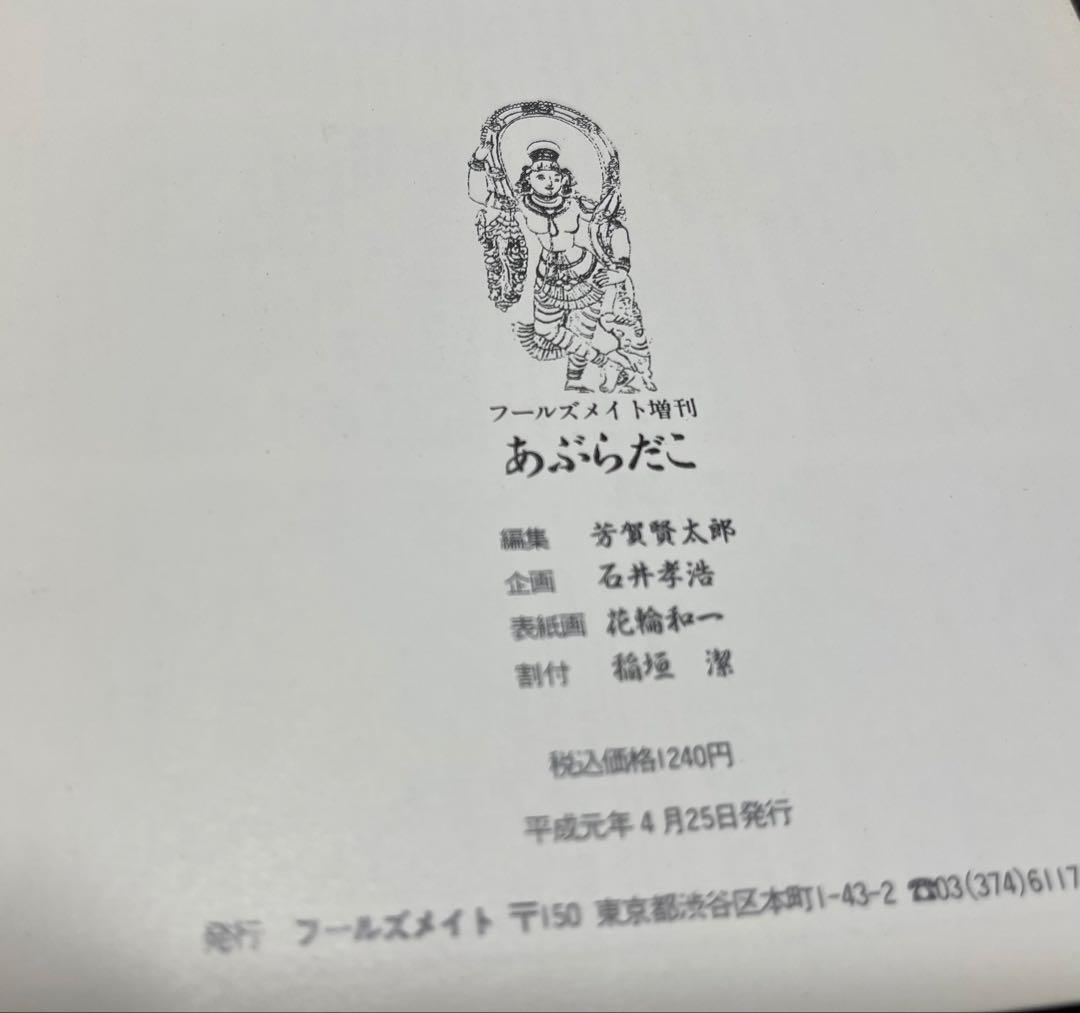 フールズメイト増刊
あぶらだこ
編集 芳賀賢太郎
企画 石井孝浩
表紙画 花輪和一
割付 稲垣 潔
税込価格1240円
平成元年4月25日発行
発行 フールズメイト 〒150 東京都渋谷区本町1-43-2 ☎03(374)6117